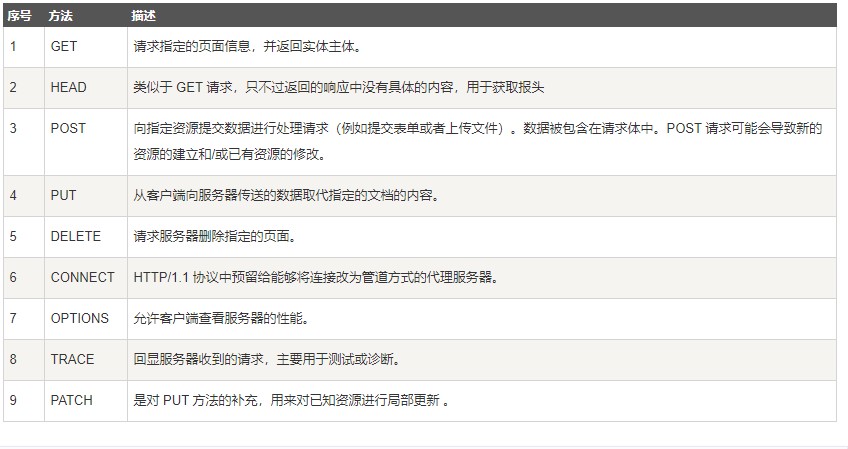 序号 方法 描述
1 GET 请求指定的页面信息，并返回实体主体。
2 HEAD 类似于 GET 请求，只不过返回的响应中没有具体的内容，用于获取报头
3 POST 向指定资源提交数据进行处理请求（例如提交表单或者上传文件）。数据被包含在请求体中。POST 请求可能会导致新的
资源的建立和/或已有资源的修改。
4 PUT 从客户端向服务器传送的数据取代指定的文档的内容。
5 DELETE 请求服务器删除指定的页面。
6 CONNECT HTTP/1.1 协议中预留给能够将连接改为管道方式的代理服务器。
7 OPTIONS 允许客户端查看服务器的性能。
8 TRACE 回显服务器收到的请求，主要用于测试或诊断。
9 PATCH 是对 PUT 方法的补充，用来对已知资源进行局部更新 。